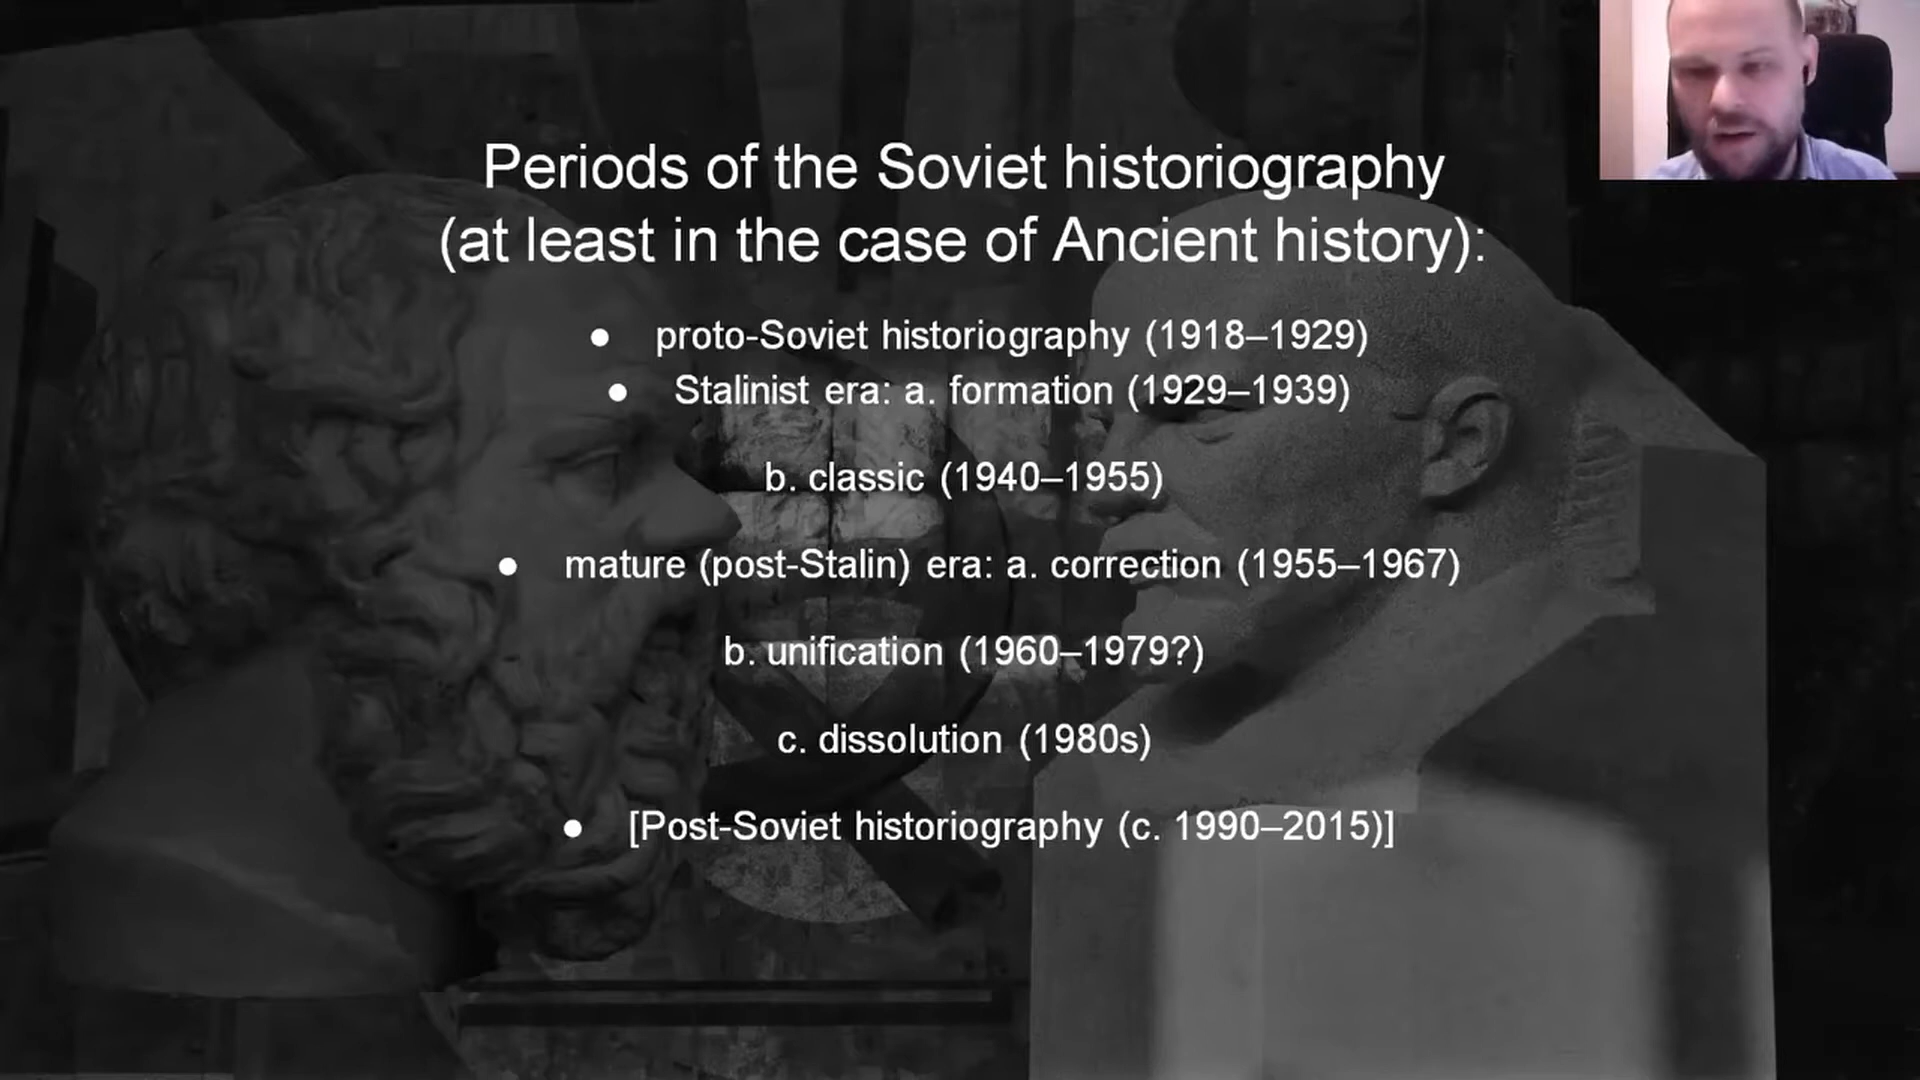 Periods of the Soviet historiography
(at least in the case of Ancient history):
● proto-Soviet historiography (1918–1929)
● Stalinist era: a. formation (1929–1939)
b. classic (1940–1955)
● mature (post-Stalin) era: a. correction (1955–1967)
b. unification (1960–1979?)
c. dissolution (1980s)
● [Post-Soviet historiography (c. 1990–2015)]